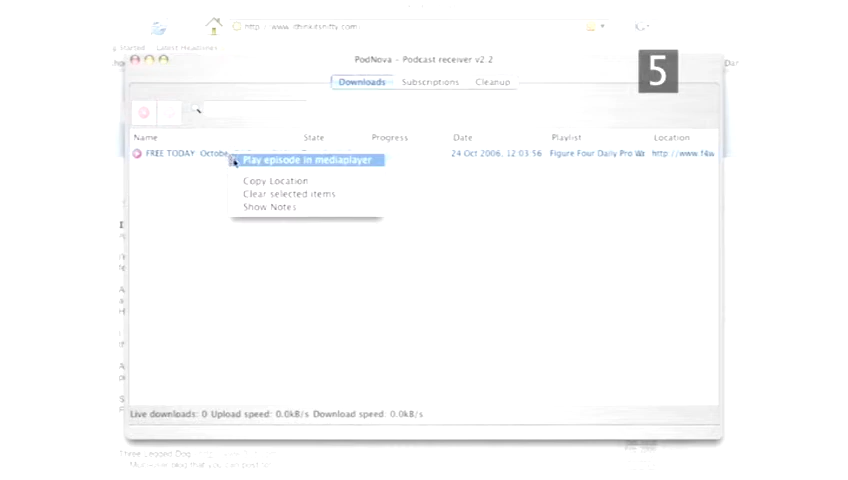 Latest Headlines
PodNova - Podcast receiver v2.2
5
Downloads Subscriptions Cleanup
Name State Progress Date Playlist Location
FREE TODAY: Octobe 24 Oct 2006, 12:03:56 Figure Four Daily Pro Wr http://www.f4w
Play episode in mediaplayer
Copy Location
Clear selected items
Show Notes
Live downloads: 0 Upload speed: 0.0kB/s Download speed: 0.0kB/s
Three Legged Dog